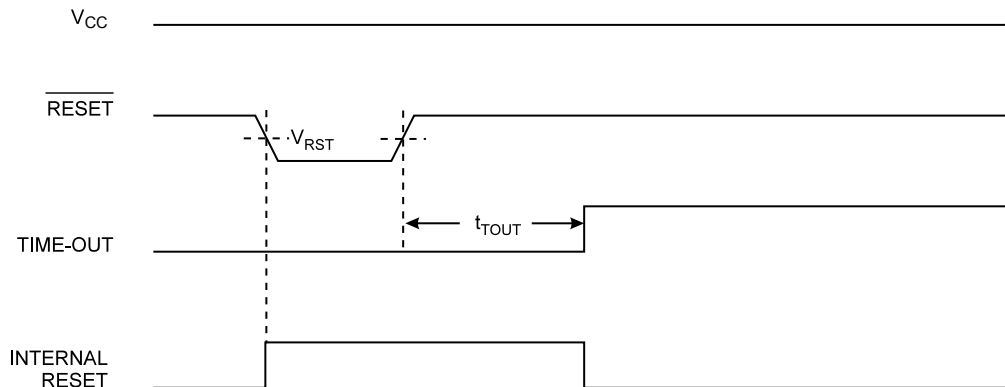 VCC
RESET
VRST
tTOUT
TIME-OUT
INTERNAL
RESET